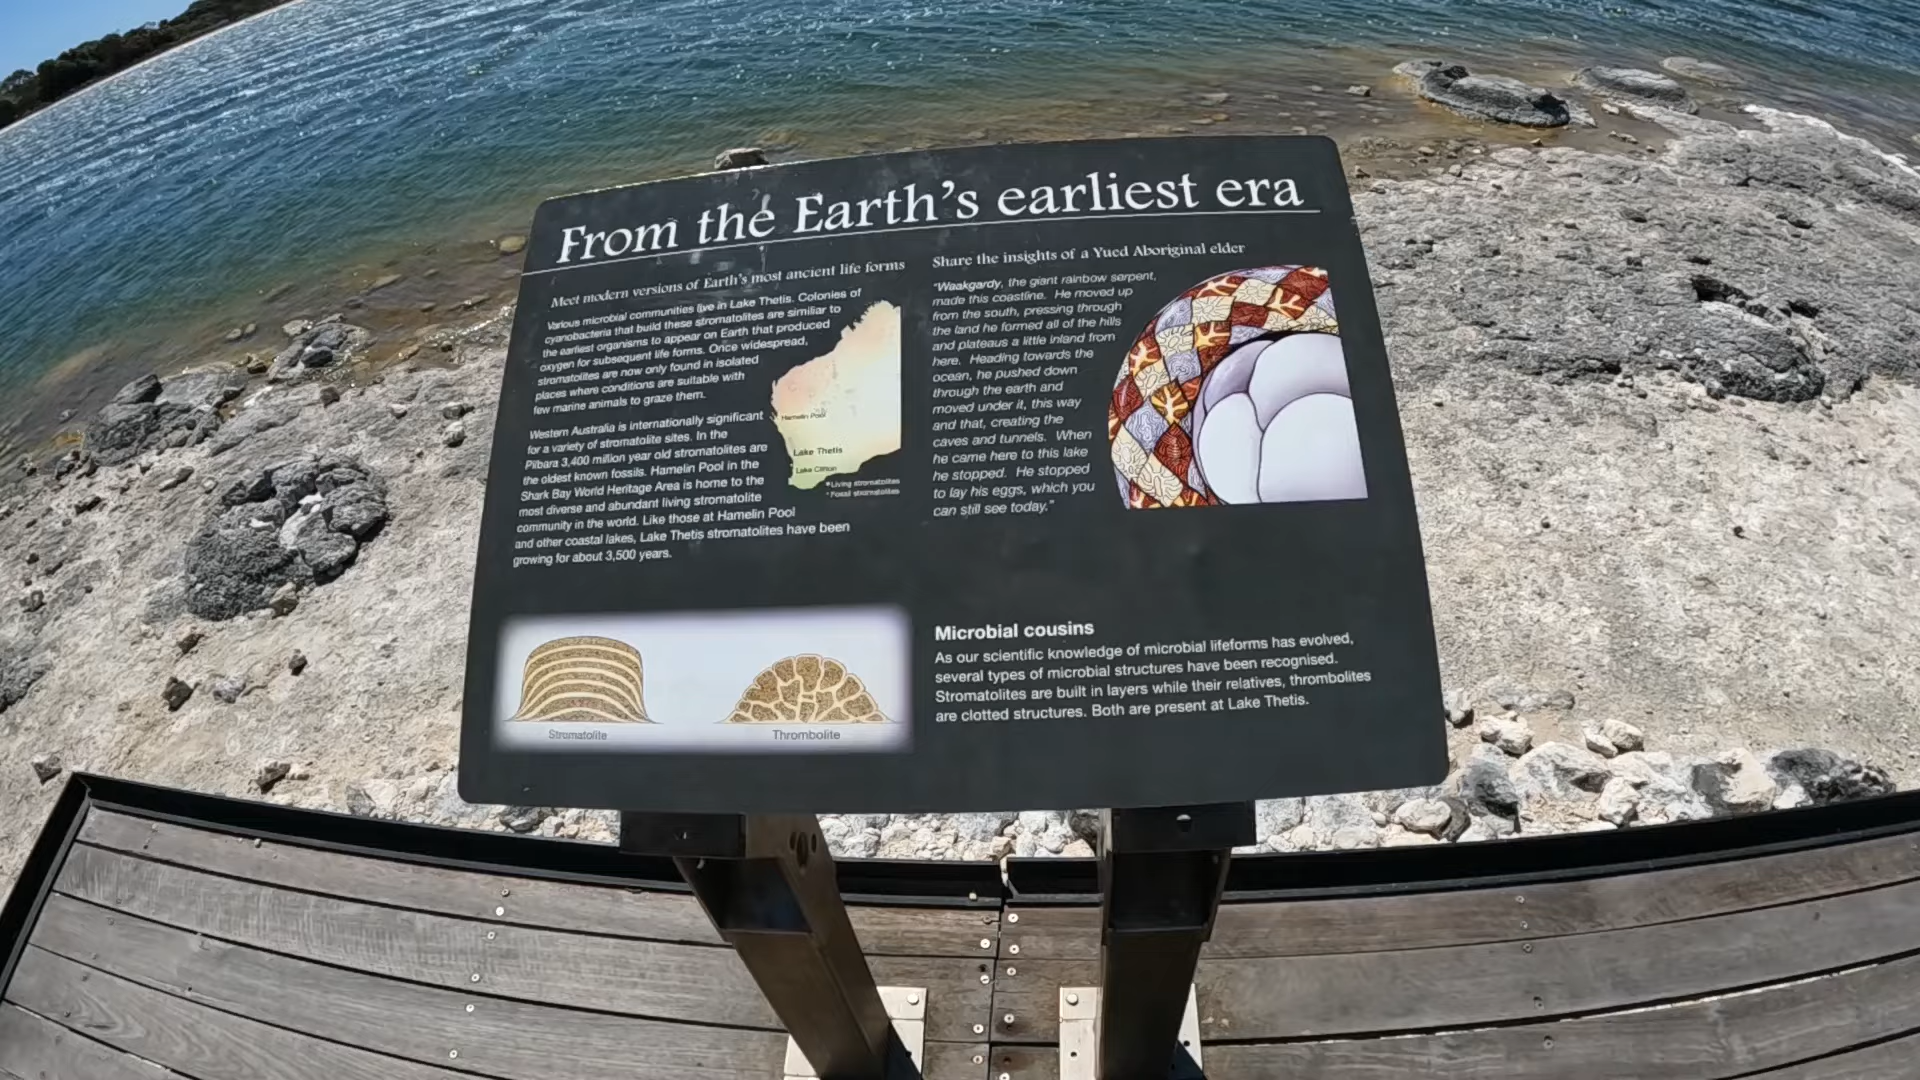 From the Earth's earliest era
Meet modern versions of Earth's most ancient life forms
Various microbial communities live in Lake Thetis. Colonies of
cyanobacteria that build these stromatolites are similiar to
the earliest organisms to appear on Earth that produced
oxygen for subsequent life forms. Once widespread,
stromatolites are now only found in isolated
places where conditions are suitable with
few marine animals to graze them.
Western Australia is internationally significant
for a variety of stromatolite sites. In the
Pilbara 3,400 million year old stromatolites are
the oldest known fossils. Hamelin Pool in the
Shark Bay World Heritage Area is home to the
most diverse and abundant living stromatolite
community in the world. Like those at Hamelin Pool
and other coastal lakes, Lake Thetis stromatolites have been
growing for about 3,500 years.
Hamelin Pool
Lake Thetis
Lake Clifton
Living stromatolites
Fossil stromatolites
Share the insights of a Yued Aboriginal elder
"Waakgardy, the giant rainbow serpent,
made this coastline. He moved up
from the south, pressing through
the land he formed all of the hills
and plateaus a little inland from
here. Heading towards the
ocean, he pushed down
through the earth and
moved under it, this way
and that, creating the
caves and tunnels. When
he came here to this lake
he stopped. He stopped
to lay his eggs, which you
can still see today."
Stromatolite
Thrombolite
Microbial cousins
As our scientific knowledge of microbial lifeforms has evolved,
several types of microbial structures have been recognised.
Stromatolites are built in layers while their relatives, thrombolites
are clotted structures. Both are present at Lake Thetis.